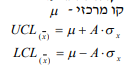 קו מרכזי- μ
UCL(x̄) = μ + A · σx
LCL(x̄) = μ − A · σx